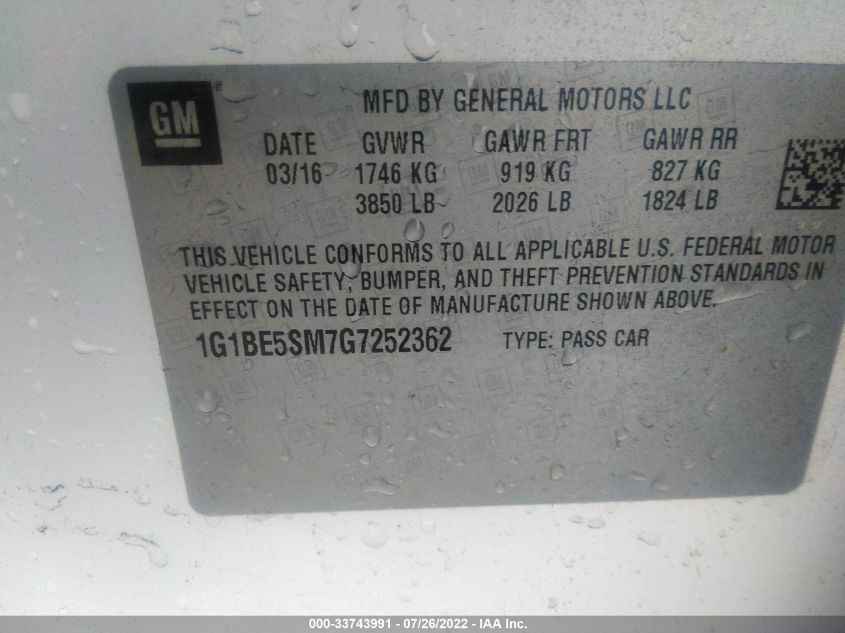 GM
MFD BY GENERAL MOTORS LLC
DATE GVWR GAWR FRT GAWR RR
03/16 1746 KG 919 KG 827 KG
3850 LB 2026 LB 1824 LB
THIS VEHICLE CONFORMS TO ALL APPLICABLE U.S. FEDERAL MOTOR
VEHICLE SAFETY, BUMPER, AND THEFT PREVENTION STANDARDS IN
EFFECT ON THE DATE OF MANUFACTURE SHOWN ABOVE.
1G1BE5SM7G7252362 TYPE: PASS CAR
000-33743991 - 07/26/2022 - IAA Inc.